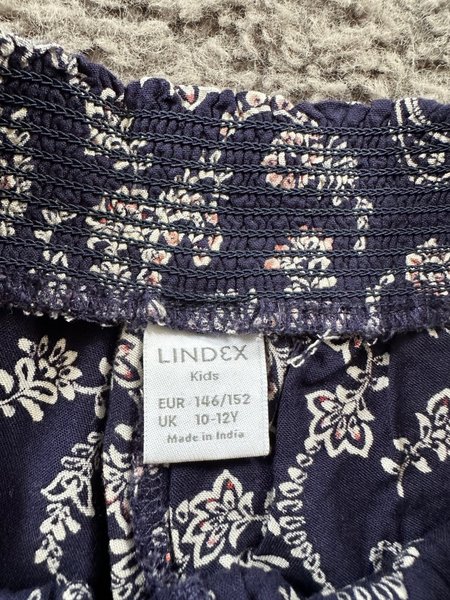 LINDEX
Kids
EUR 146/152
UK 10-12Y
Made in India